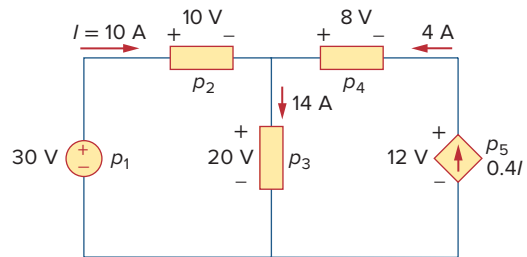 I = 10 A
10 V
+ −
p2
8 V
+ −
p4
4 A
14 A
30 V
+
−
p1
+
20 V
−
p3
+
12 V
−
p5
0.4I